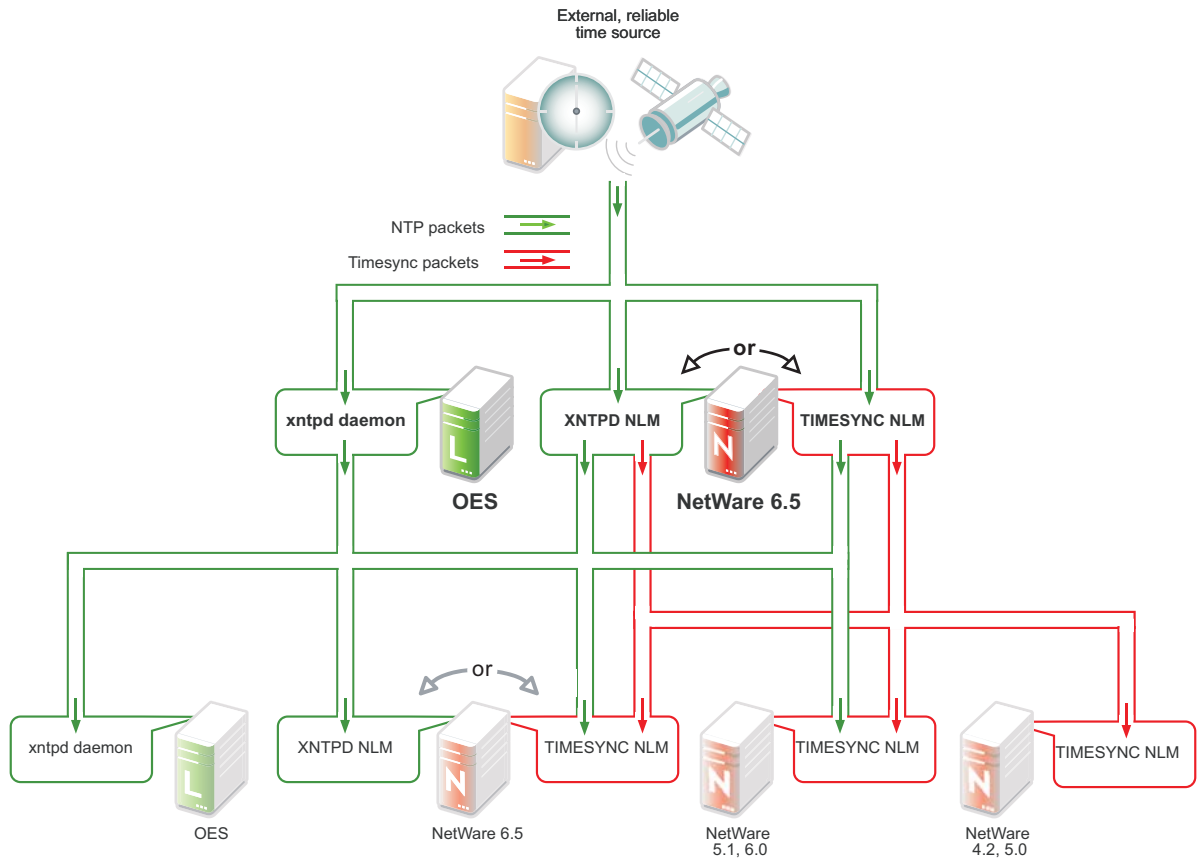 External, reliable
time source
NTP packets
Timesync packets
or
xntpd daemon
XNTPD NLM
TIMESYNC NLM
L
N
OES
NetWare 6.5
or
xntpd daemon
XNTPD NLM
TIMESYNC NLM
TIMESYNC NLM
TIMESYNC NLM
L
N
N
N
OES
NetWare 6.5
NetWare
5.1, 6.0
NetWare
4.2, 5.0